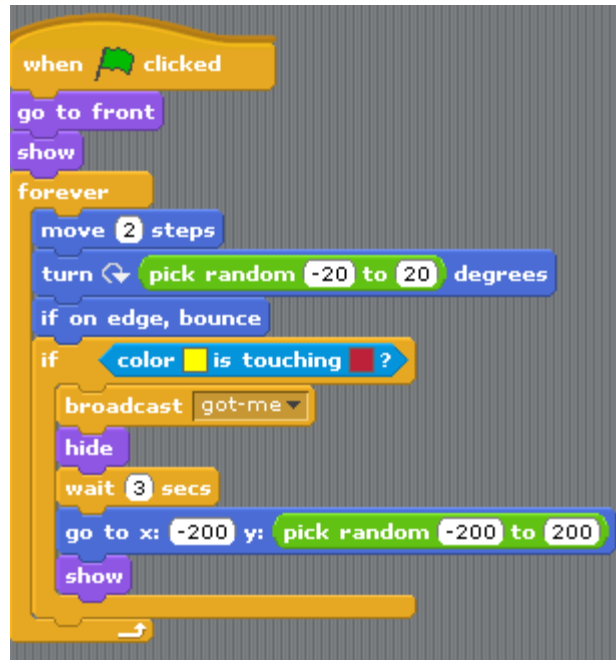 when clicked
go to front
show
forever
move 2 steps
turn pick random -20 to 20 degrees
if on edge, bounce
if color is touching ?
broadcast got-me
hide
wait 3 secs
go to x: -200 y: pick random -200 to 200
show